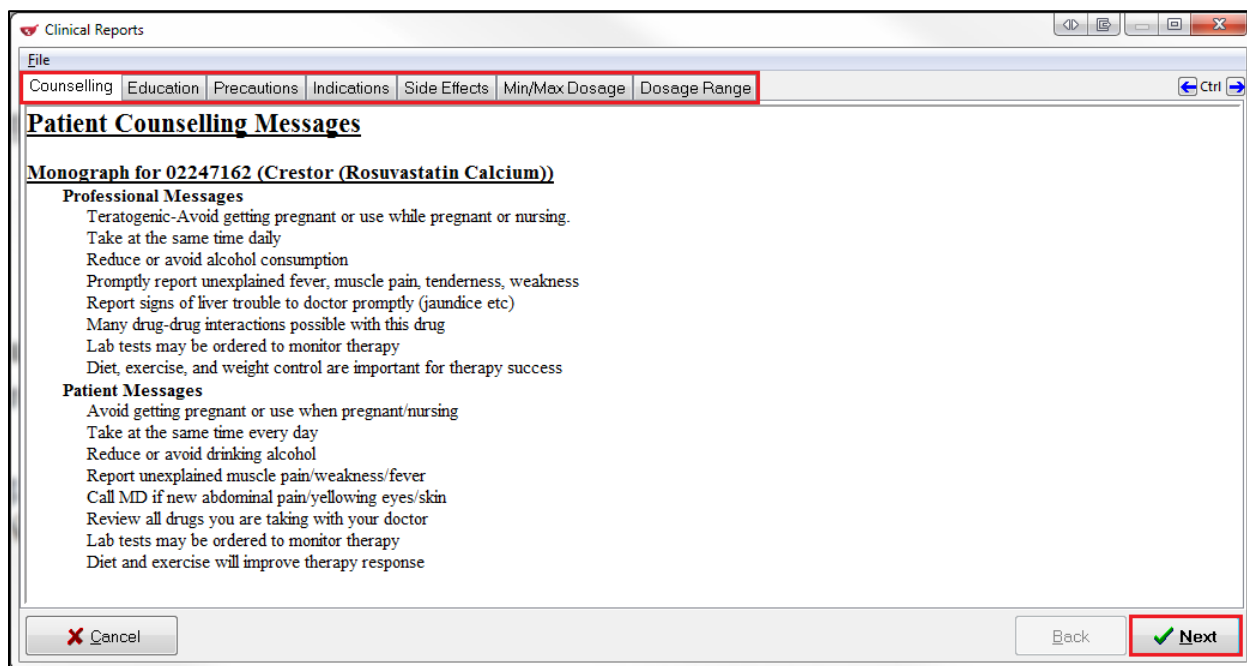 Clinical Reports
File
Counselling Education Precautions Indications Side Effects Min/Max Dosage Dosage Range Ctrl
Patient Counselling Messages
Monograph for 02247162 (Crestor (Rosuvastatin Calcium))
Professional Messages
Teratogenic-Avoid getting pregnant or use while pregnant or nursing.
Take at the same time daily
Reduce or avoid alcohol consumption
Promptly report unexplained fever, muscle pain, tenderness, weakness
Report signs of liver trouble to doctor promptly (jaundice etc)
Many drug-drug interactions possible with this drug
Lab tests may be ordered to monitor therapy
Diet, exercise, and weight control are important for therapy success
Patient Messages
Avoid getting pregnant or use when pregnant/nursing
Take at the same time every day
Reduce or avoid drinking alcohol
Report unexplained muscle pain/weakness/fever
Call MD if new abdominal pain/yellowing eyes/skin
Review all drugs you are taking with your doctor
Lab tests may be ordered to monitor therapy
Diet and exercise will improve therapy response
Cancel Back Next